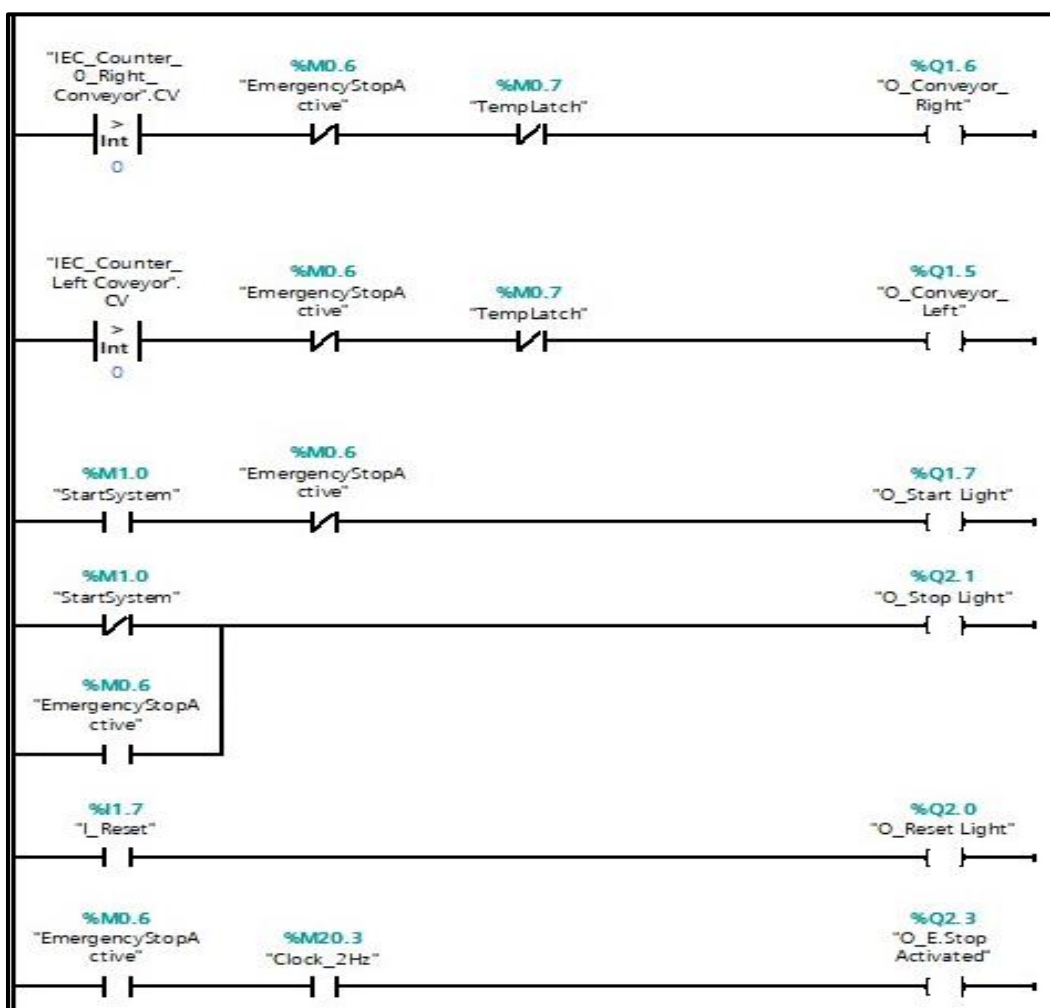 "IEC_Counter_
0_Right_
Conveyor".CV
%M0.6
"EmergencyStopA
ctive"
%M0.7
"TempLatch"
%Q1.6
"O_Conveyor_
Right"
>
Int
0
"IEC_Counter_
Left Coveyor".
CV
%M0.6
"EmergencyStopA
ctive"
%M0.7
"TempLatch"
%Q1.5
"O_Conveyor_
Left"
>
Int
0
%M1.0
"StartSystem"
%M0.6
"EmergencyStopA
ctive"
%Q1.7
"O_Start Light"
%M1.0
"StartSystem"
%Q2.1
"O_Stop Light"
%M0.6
"EmergencyStopA
ctive"
%I1.7
"I_Reset"
%Q2.0
"O_Reset Light"
%M0.6
"EmergencyStopA
ctive"
%M20.3
"Clock_2Hz"
%Q2.3
"O_E.Stop
Activated"